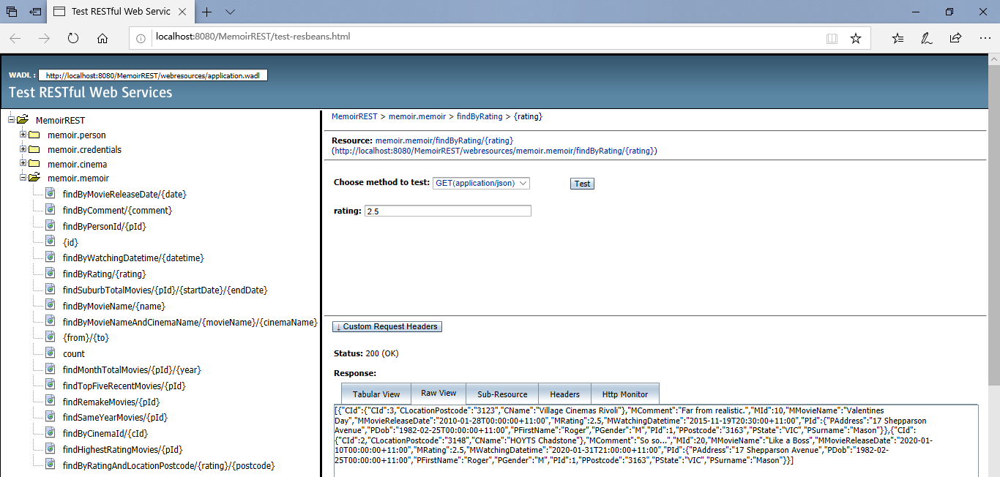 Test RESTful Web Servic
localhost:8080/MemoirREST/test-resbeans.html
WADL : http://localhost:8080/MemoirREST/webresources/application.wadl
Test RESTful Web Services
MemoirREST
memoir.person
memoir.credentials
memoir.cinema
memoir.memoir
findByMovieReleaseDate/{date}
findByComment/{comment}
findByPersonId/{pId}
{id}
findByWatchingDatetime/{datetime}
findByRating/{rating}
findSuburbTotalMovies/{pId}/{startDate}/{endDate}
findByMovieName/{name}
findByMovieNameAndCinemaName/{movieName}/{cinemaName}
{from}/{to}
count
findMonthTotalMovies/{pId}/{year}
findTopFiveRecentMovies/{pId}
findRemakeMovies/{pId}
findSameYearMovies/{pId}
findByCinemaId/{cId}
findHighestRatingMovies/{pId}
findByRatingAndLocationPostcode/{rating}/{postcode}
MemoirREST > memoir.memoir > findByRating > {rating}
Resource: memoir.memoir/findByRating/{rating}
(http://localhost:8080/MemoirREST/webresources/memoir.memoir/findByRating/{rating})
Choose method to test: GET(application/json) Test
rating: 2.5
↓ Custom Request Headers
Status: 200 (OK)
Response:
Tabular View Raw View Sub-Resource Headers Http Monitor
[{"CId":{"CId":3,"CLocationPostcode":"3123","CName":"Village Cinemas Rivoli"},"MComment":"Far from realistic.","MId":10,"MMovieName":"Valentines
Day","MMovieReleaseDate":"2010-01-28T00:00:00+11:00","MRating":2.5,"MWatchingDatetime":"2015-11-19T20:30:00+11:00","PId":{"PAddress":"17 Shepparson
Avenue","PDob":"1982-02-25T00:00:00+11:00","PFirstName":"Roger","PGender":"M","PId":1,"PPostcode":"3163","PState":"VIC","PSurname":"Mason"}},{"CId":
{"CId":2,"CLocationPostcode":"3148","CName":"HOYTS Chadstone"},"MComment":"So so...","MId":20,"MMovieName":"Like a Boss","MMovieReleaseDate":"2020-01-
10T00:00:00+11:00","MRating":2.5,"MWatchingDatetime":"2020-01-31T21:00:00+11:00","PId":{"PAddress":"17 Shepparson Avenue","PDob":"1982-02-
25T00:00:00+11:00","PFirstName":"Roger","PGender":"M","PId":1,"PPostcode":"3163","PState":"VIC","PSurname":"Mason"}}]